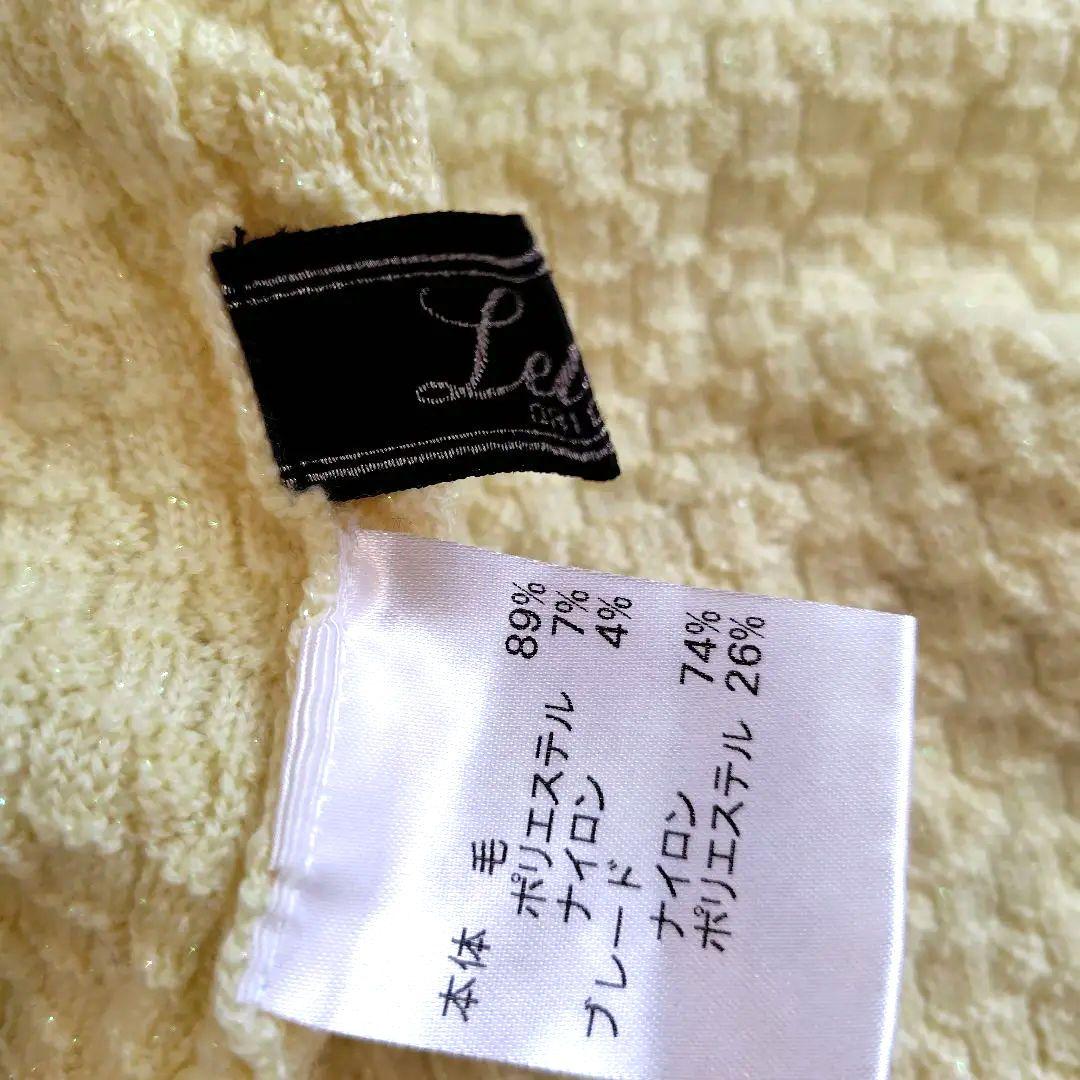 本体 毛 89%
ポリエステル 7%
ナイロン 4%
ブレード
ナイロン 74%
ポリエステル 26%